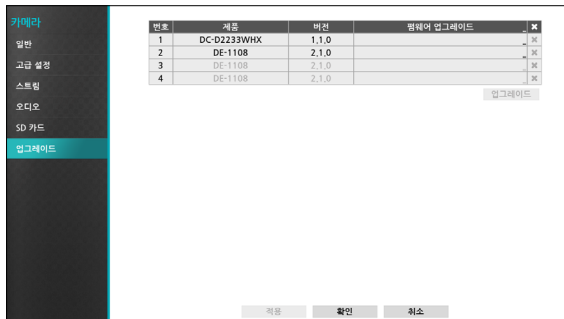 카메라
일반
고급 설정
스트림
오디오
SD 카드
업그레이드
번호 제품 버전 펌웨어 업그레이드 _ ✖
1 DC-D2233WHX 1,1,0 _ ✖
2 DE-1108 2,1,0 _ ✖
3 DE-1108 2,1,0 _ ✖
4 DE-1108 2,1,0 _ ✖
업그레이드
적용 확인 취소